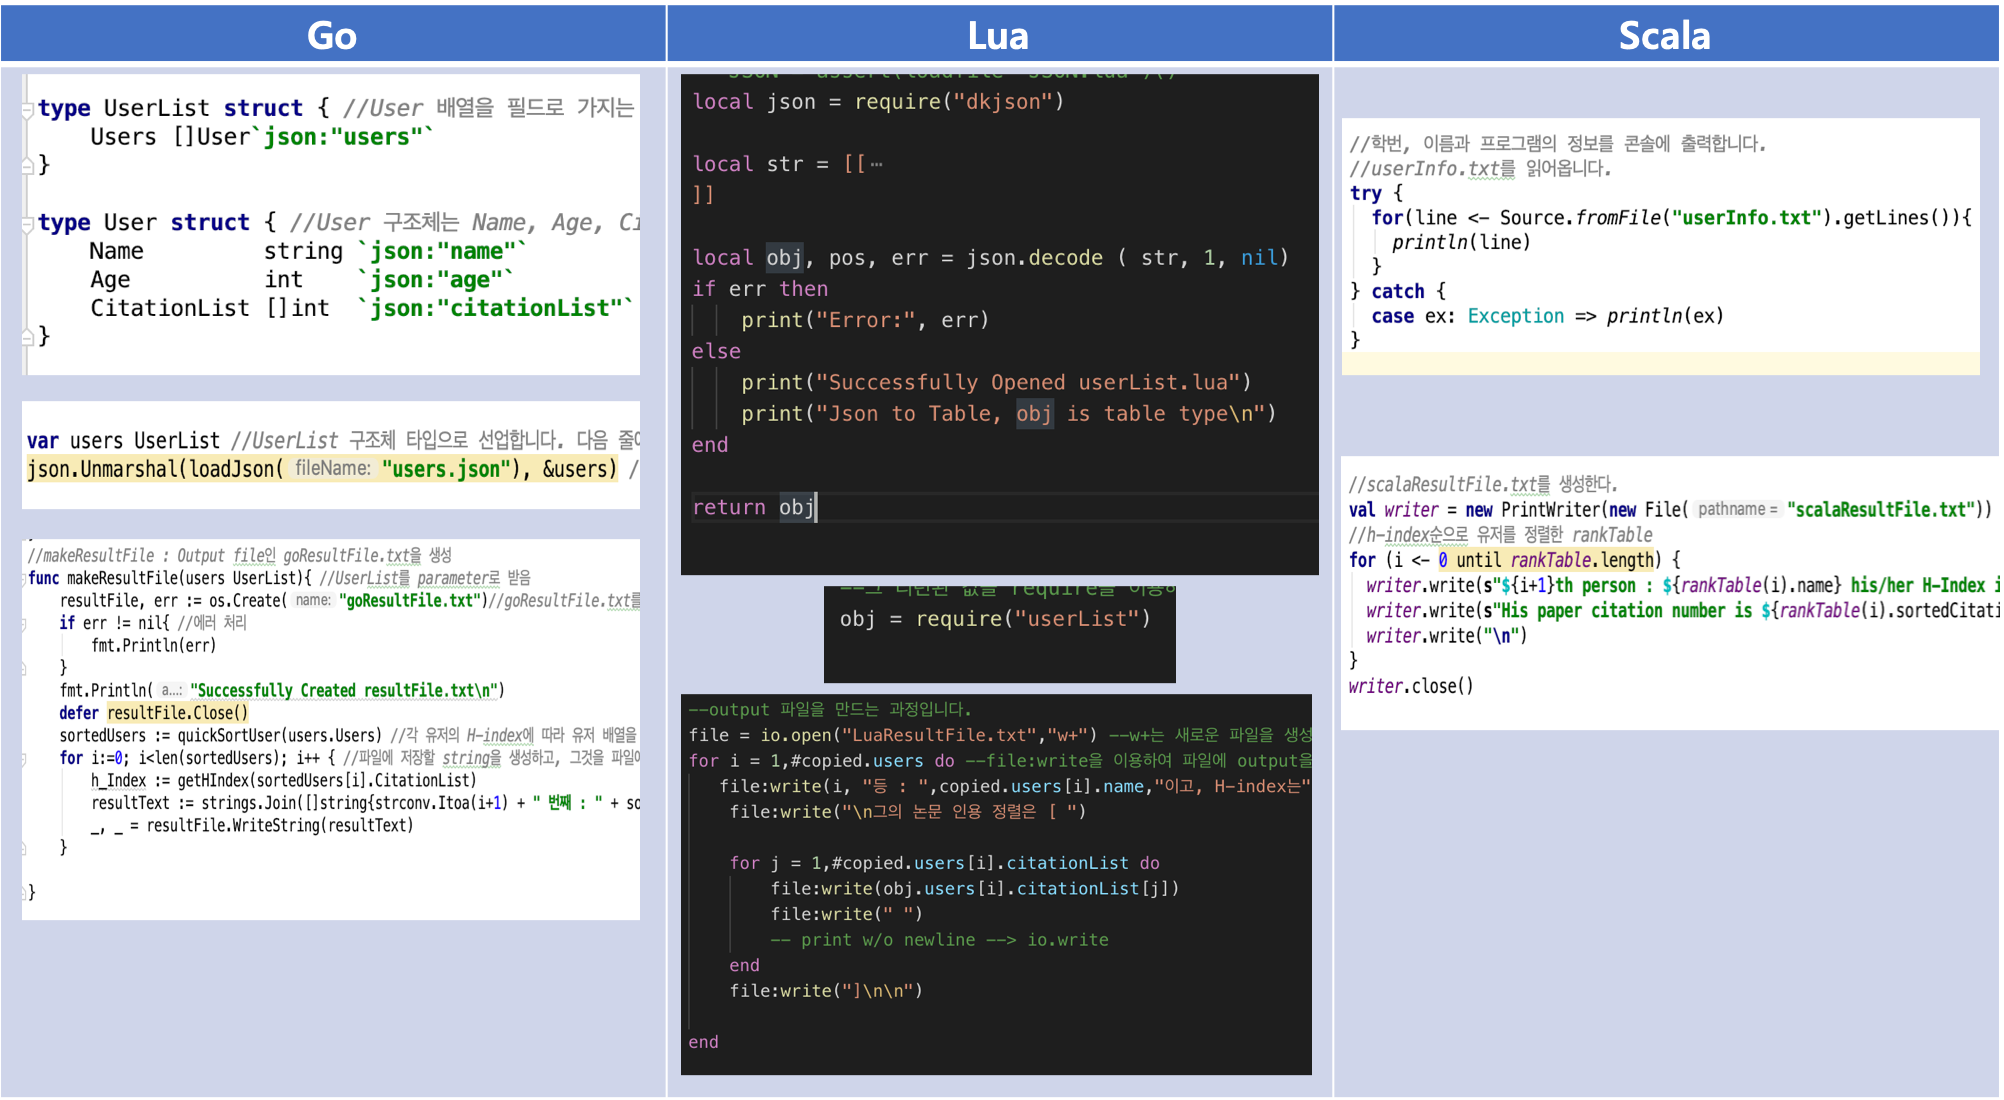 Go
Lua
Scala
type UserList struct { //User 배열을 필드로 가지는
Users []User`json:"users"`
}
type User struct { //User 구조체는 Name, Age, Ci
Name string `json:"name"`
Age int `json:"age"`
CitationList []int `json:"citationList"`
}
var users UserList //UserList 구조체 타입으로 선업합니다. 다음 줄에
json.Unmarshal(loadJson( fileName: "users.json"), &users) /
//makeResultFile : Output file인 goResultFile.txt을 생성
func makeResultFile(users UserList){ //UserList를 parameter로 받음
resultFile, err := os.Create( name: "goResultFile.txt")//goResultFile.txt를
if err != nil{ //에러 처리
fmt.Println(err)
}
fmt.Println( a...: "Successfully Created resultFile.txt\n")
defer resultFile.Close()
sortedUsers := quickSortUser(users.Users) //각 유저의 H-index에 따라 유저 배열을
for i:=0; i<len(sortedUsers); i++ { //파일에 저장할 string을 생성하고, 그것을 파일에
h_Index := getHIndex(sortedUsers[i].CitationList)
resultText := strings.Join([]string{strconv.Itoa(i+1) + " 번째 : " + so
_, _ = resultFile.WriteString(resultText)
}
}
local json = require("dkjson")
local str = [[ ⋯
]]
local obj, pos, err = json.decode ( str, 1, nil)
if err then
print("Error:", err)
else
print("Successfully Opened userList.lua")
print("Json to Table, obj is table type\n")
end
return obj
obj = require("userList")
--output 파일을 만드는 과정입니다.
file = io.open("LuaResultFile.txt","w+") --w+는 새로운 파일을 생성
for i = 1,#copied.users do --file:write을 이용하여 파일에 output을
file:write(i, "등 : ",copied.users[i].name,"이고, H-index는"
file:write("\n그의 논문 인용 정렬은 [ ")
for j = 1,#copied.users[i].citationList do
file:write(obj.users[i].citationList[j])
file:write(" ")
-- print w/o newline --> io.write
end
file:write("]\n\n")
end
//학번, 이름과 프로그램의 정보를 콘솔에 출력합니다.
//userInfo.txt를 읽어옵니다.
try {
for(line <- Source.fromFile("userInfo.txt").getLines()){
println(line)
}
} catch {
case ex: Exception => println(ex)
}
//scalaResultFile.txt를 생성한다.
val writer = new PrintWriter(new File( pathname = "scalaResultFile.txt"))
//h-index순으로 유저를 정렬한 rankTable
for (i <- 0 until rankTable.length) {
writer.write(s"${i+1}th person : ${rankTable(i).name} his/her H-Index i
writer.write(s"His paper citation number is ${rankTable(i).sortedCitati
writer.write("\n")
}
writer.close()